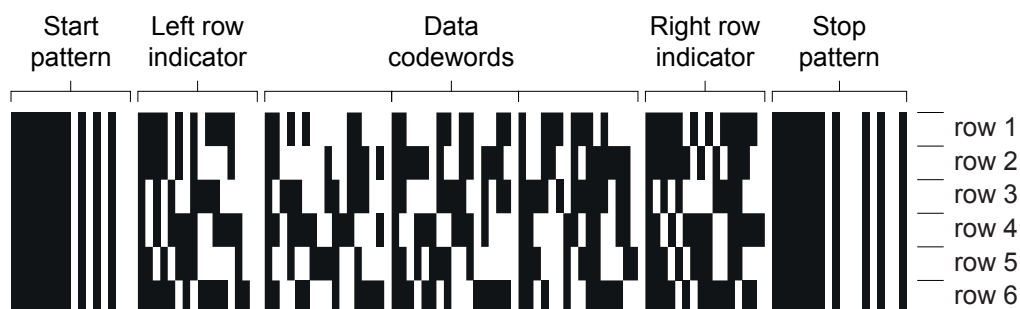 Start
pattern
Left row
indicator
Data
codewords
Right row
indicator
Stop
pattern
row 1
row 2
row 3
row 4
row 5
row 6